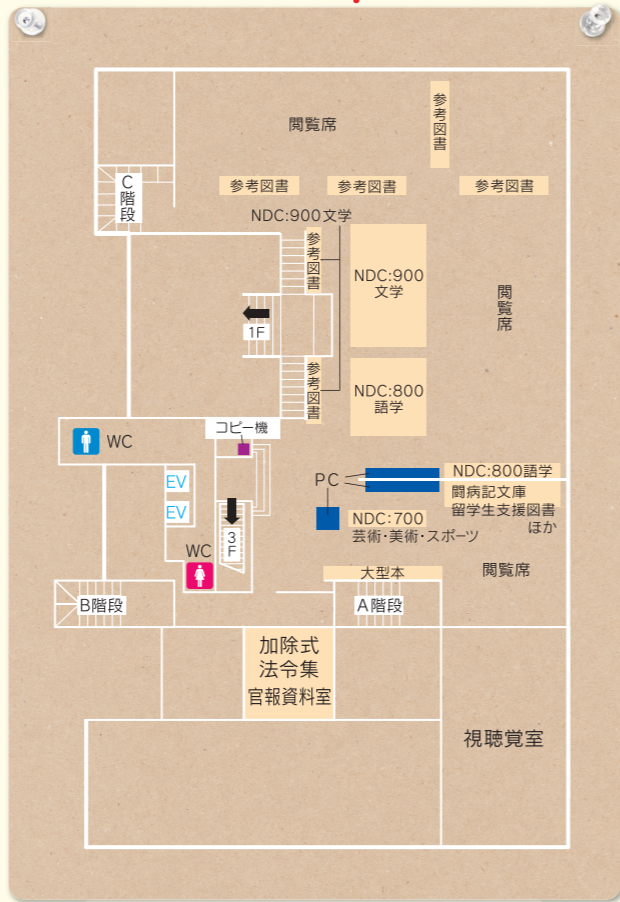 閲覧席
参考図書
参考図書
参考図書
参考図書
C階段
NDC:900文学
参考図書
NDC:900
文学
閲覧席
1F
参考図書
NDC:800
語学
コピー機
WC
EV
EV
PC
NDC:800語学
闘病記文庫
留学生支援図書
ほか
NDC:700
芸術・美術・スポーツ
3F
WC
大型本
閲覧席
B階段
A階段
加除式
法令集
官報資料室
視聴覚室